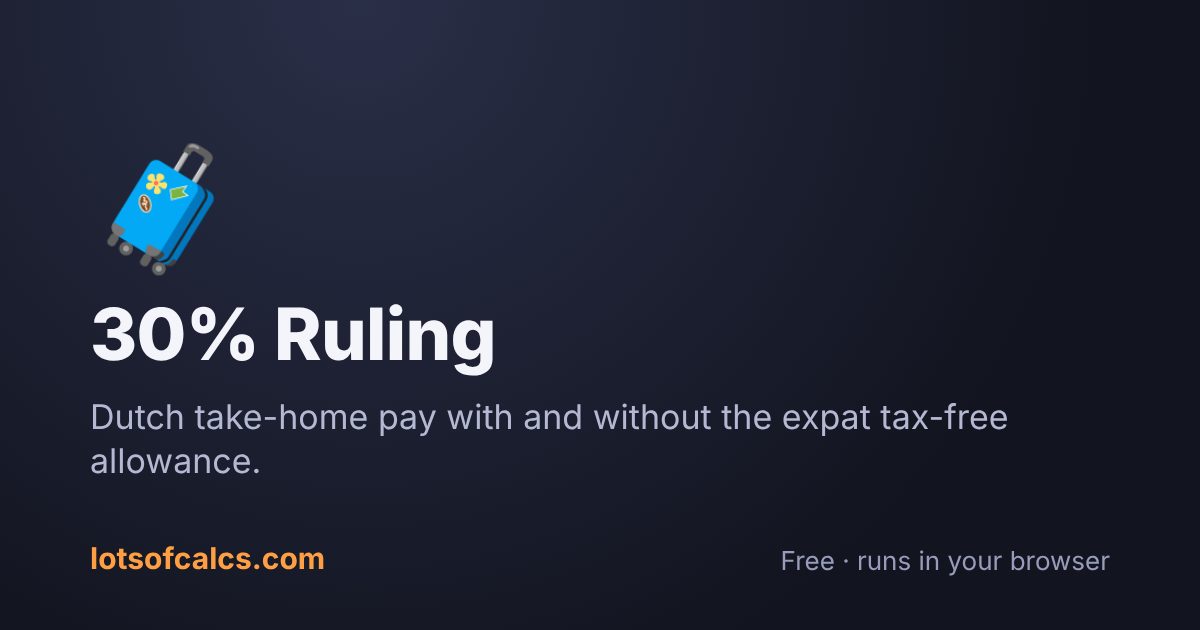 30% Ruling
Dutch take-home pay with and without the expat tax-free
allowance.
lotsofcalcs.com
Free · runs in your browser